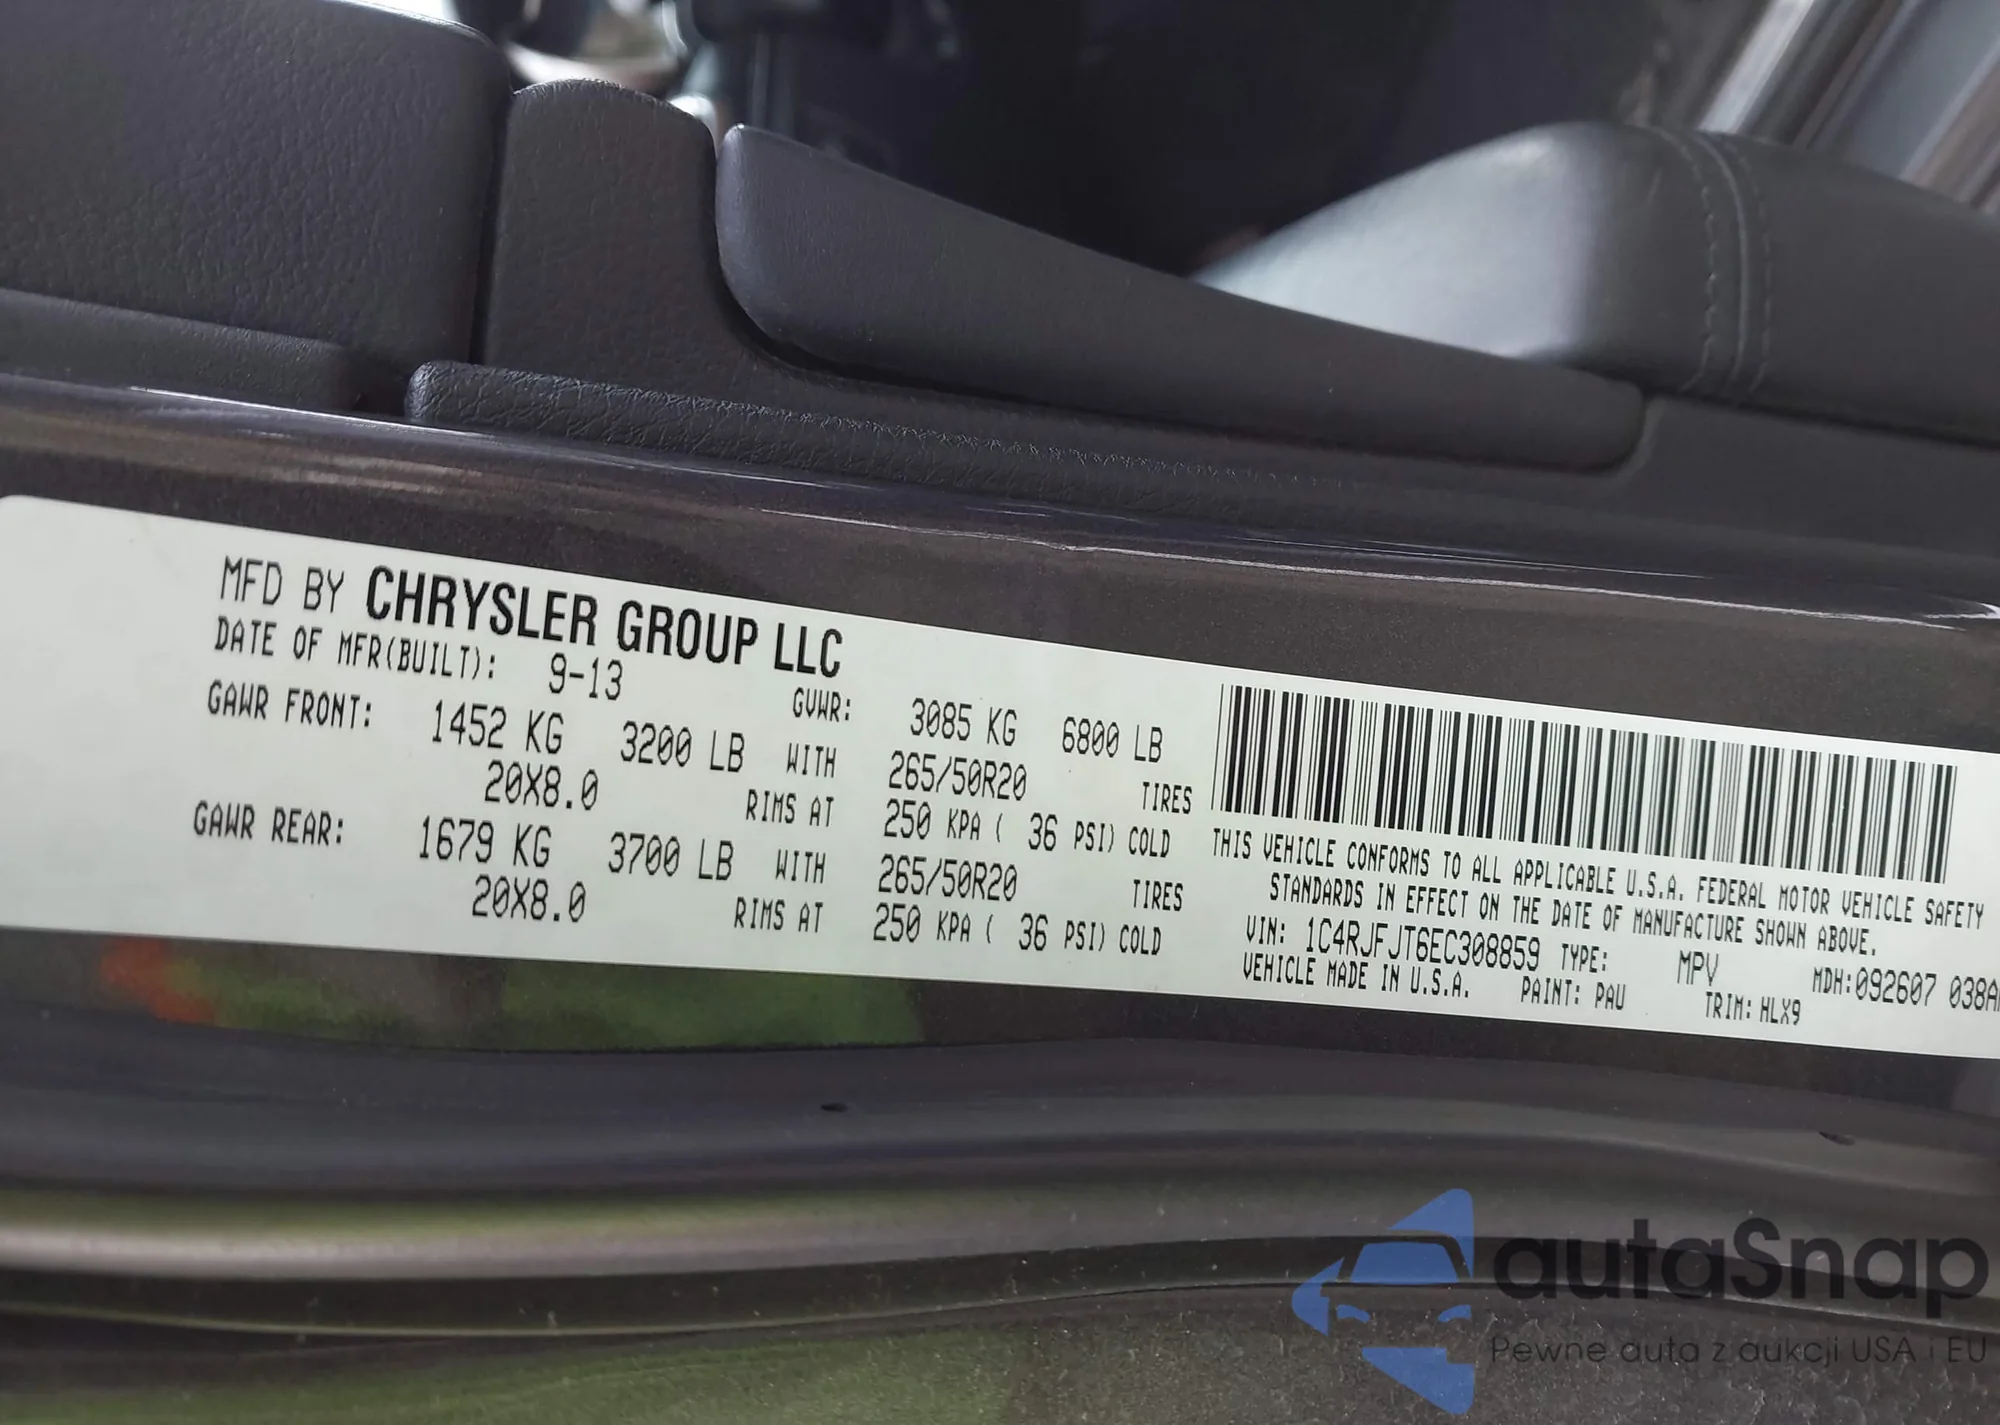 MFD BY CHRYSLER GROUP LLC
DATE OF MFR(BUILT): 9-13 GVWR: 3085 KG 6800 LB
GAWR FRONT: 1452 KG 3200 LB WITH 265/50R20 TIRES
20X8.0 RIMS AT 250 KPA ( 36 PSI) COLD
GAWR REAR: 1679 KG 3700 LB WITH 265/50R20 TIRES
20X8.0 RIMS AT 250 KPA ( 36 PSI) COLD
THIS VEHICLE CONFORMS TO ALL APPLICABLE U.S.A. FEDERAL MOTOR VEHICLE SAFETY
STANDARDS IN EFFECT ON THE DATE OF MANUFACTURE SHOWN ABOVE.
VIN: 1C4RJFJT6EC308859 TYPE: MPV MDH:092607 038A
VEHICLE MADE IN U.S.A. PAINT: PAU TRIM: HLX9
autaSnap
Pewne auta z aukcji USA i EU